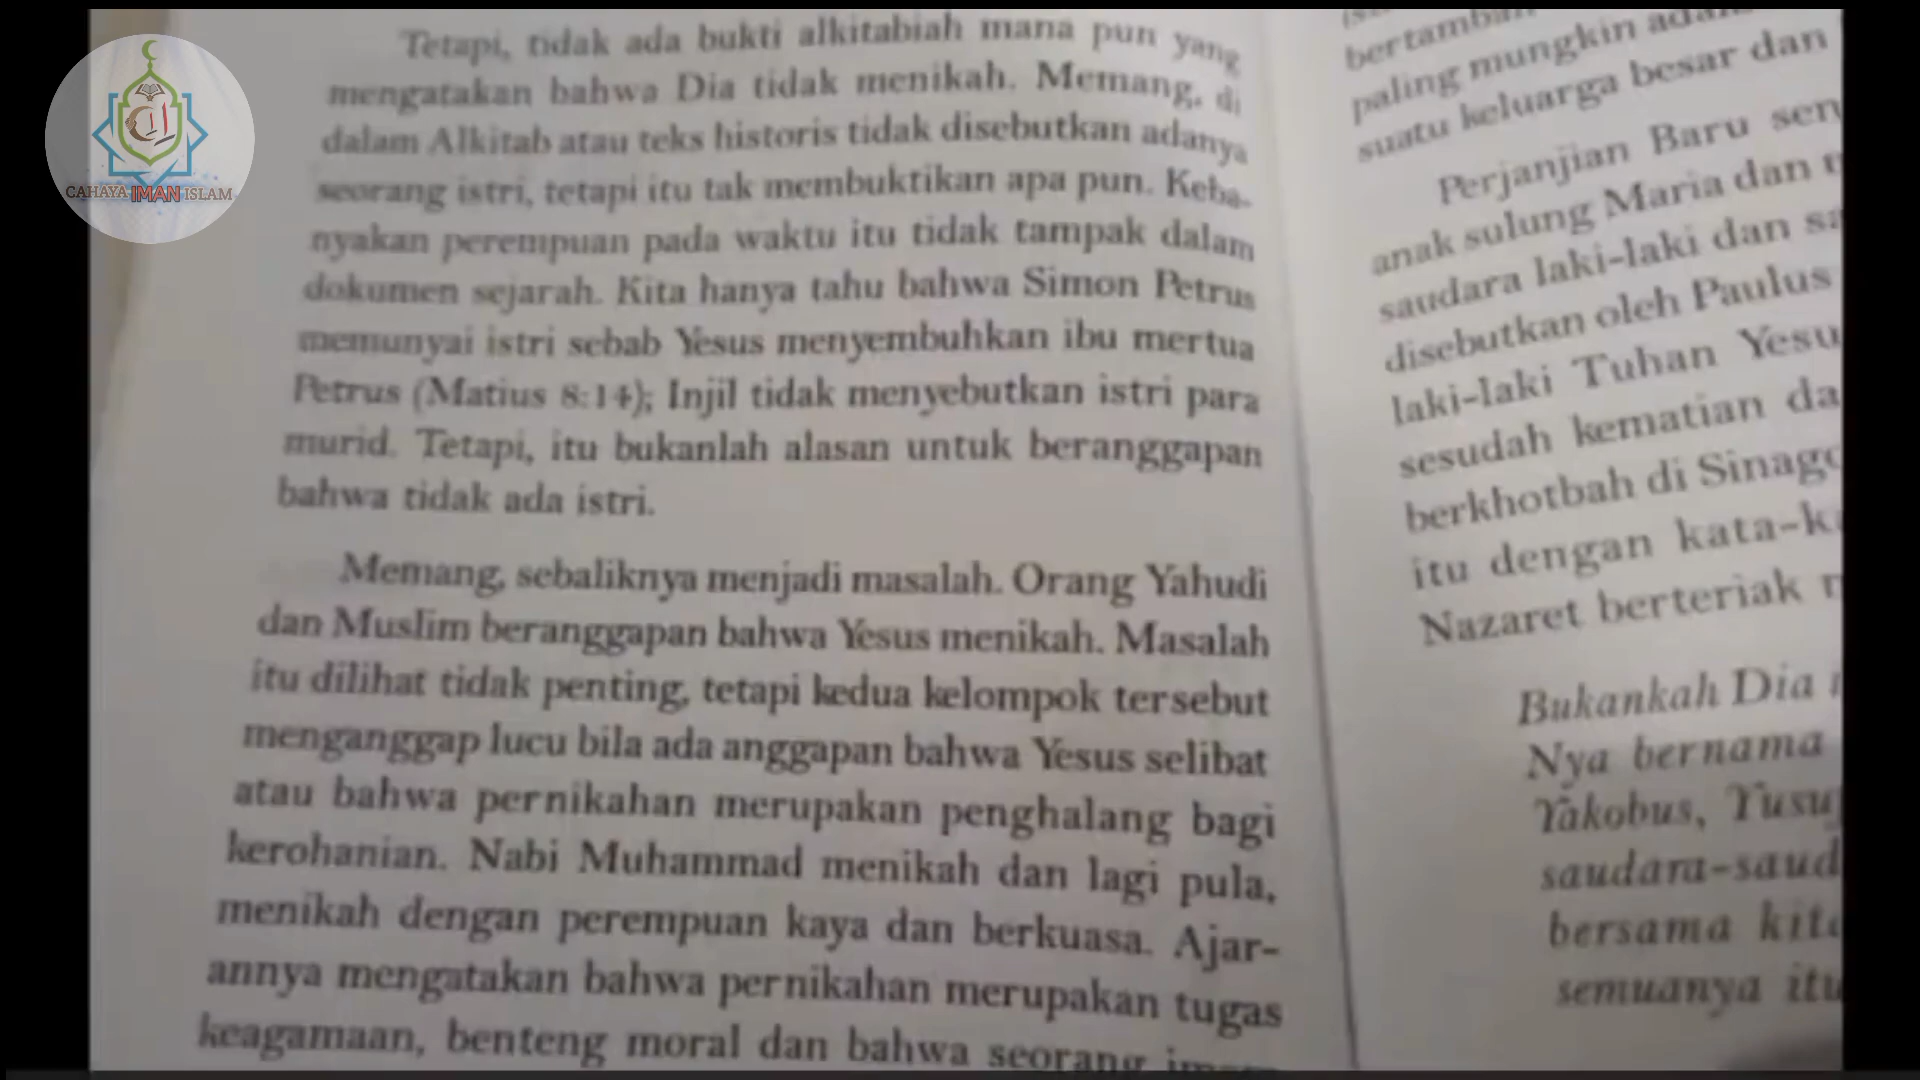 CAHAYA IMAN ISLAM
Tetapi, tidak ada bukti alkitabiah mana pun yang
mengatakan bahwa Dia tidak menikah. Memang, di
dalam Alkitab atau teks historis tidak disebutkan adanya
seorang istri, tetapi itu tak membuktikan apa pun. Keba-
nyakan perempuan pada waktu itu tidak tampak dalam
dokumen sejarah. Kita hanya tahu bahwa Simon Petrus
memunyai istri sebab Yesus menyembuhkan ibu mertua
Petrus (Matius 8:14); Injil tidak menyebutkan istri para
murid. Tetapi, itu bukanlah alasan untuk beranggapan
bahwa tidak ada istri.
Memang, sebaliknya menjadi masalah. Orang Yahudi
dan Muslim beranggapan bahwa Yesus menikah. Masalah
itu dilihat tidak penting, tetapi kedua kelompok tersebut
menganggap lucu bila ada anggapan bahwa Yesus selibat
atau bahwa pernikahan merupakan penghalang bagi
kerohanian. Nabi Muhammad menikah dan lagi pula,
menikah dengan perempuan kaya dan berkuasa. Ajar-
annya mengatakan bahwa pernikahan merupakan tugas
keagamaan, benteng moral dan bahwa seorang
bertambah
paling mungkin
suatu keluarga besar dan
Perjanjian Baru
anak sulung Maria dan
saudara laki-laki dan
disebutkan oleh Paulus
laki-laki Tuhan
sesudah kematian
berkhotbah di
itu dengan
Nazaret berteriak
Bukankah Dia
Nya bernama
Yakobus,
bersama
semuanya